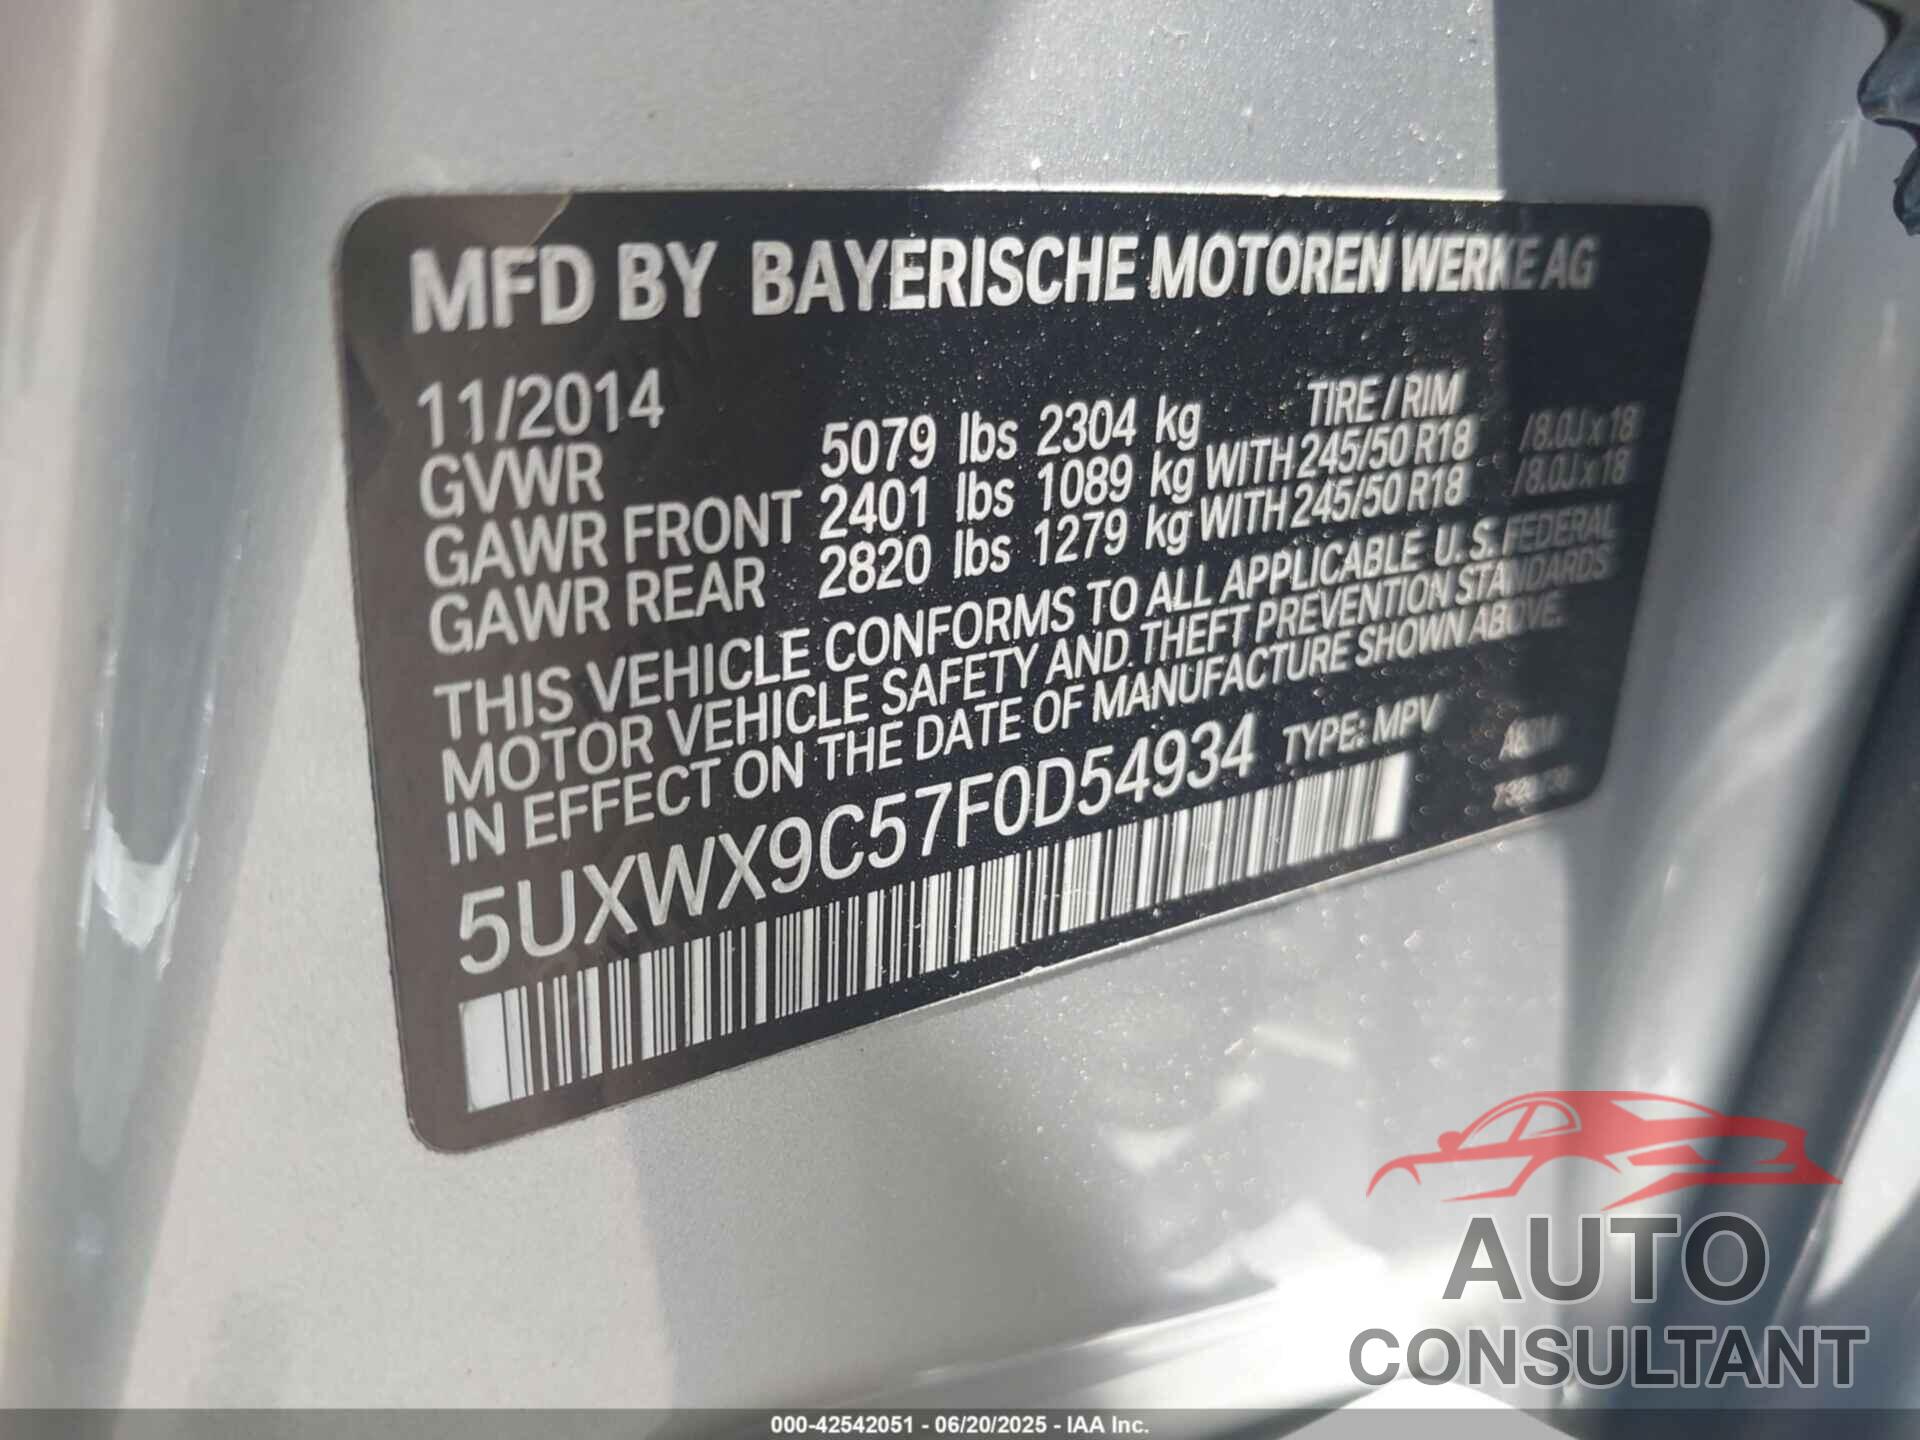 MFD BY BAYERISCHE MOTOREN WERKE AG
11/2014 TIRE / RIM
GVWR 5079 lbs 2304 kg
GAWR FRONT 2401 lbs 1089 kg WITH 245/50 R18 /8.0J x 18
GAWR REAR 2820 lbs 1279 kg WITH 245/50 R18 /8.0J x 18
THIS VEHICLE CONFORMS TO ALL APPLICABLE U.S. FEDERAL
MOTOR VEHICLE SAFETY AND THEFT PREVENTION STANDARDS
IN EFFECT ON THE DATE OF MANUFACTURE SHOWN ABOVE.
5UXWX9C57F0D54934 TYPE: MPV
AUTO
CONSULTANT
000-42542051 - 06/20/2025 - IAA Inc.